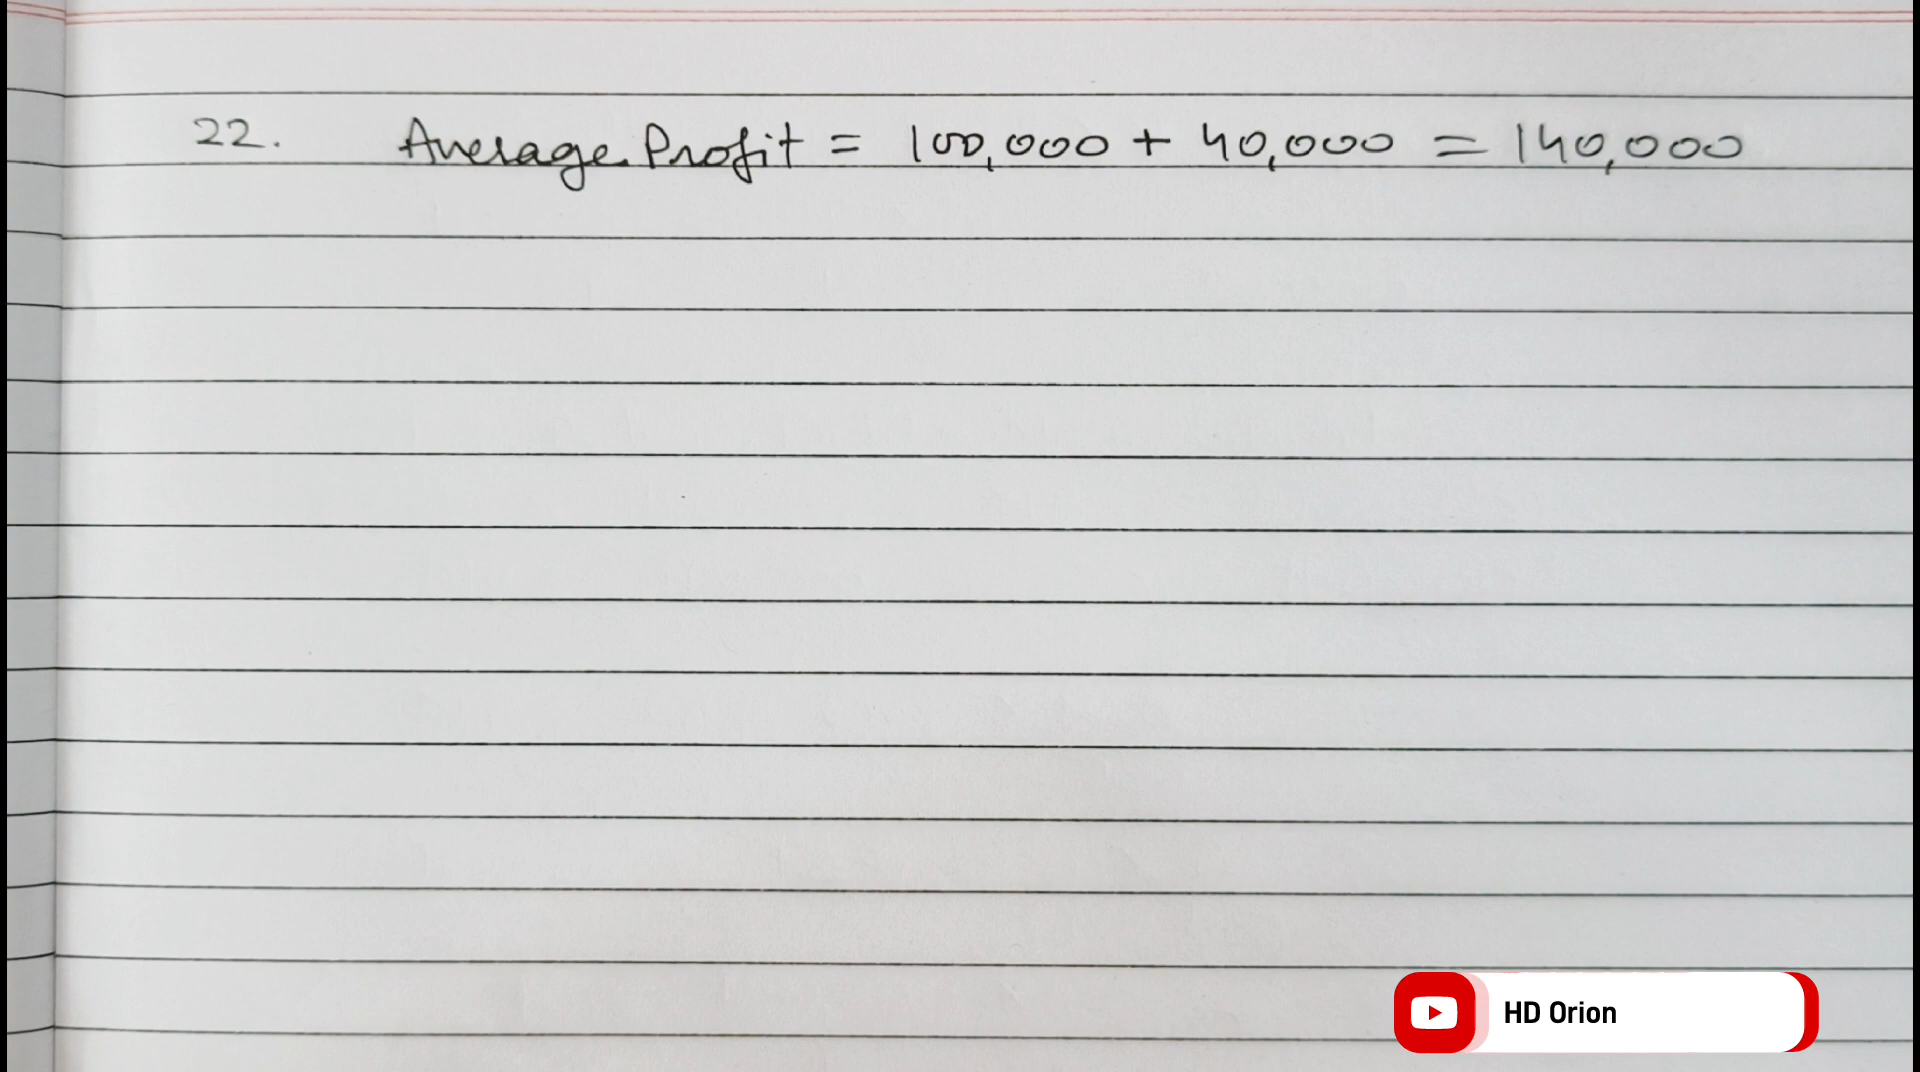 22. Average Profit = 100,000 + 40,000 = 140,000
HD Orion